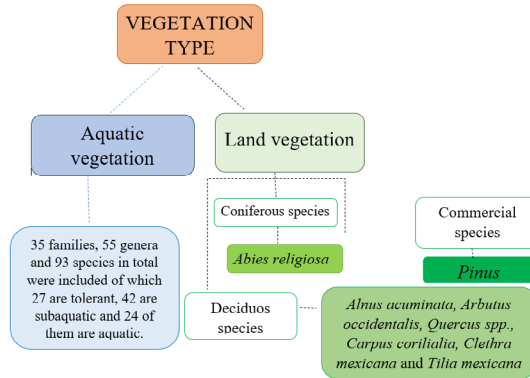 VEGETATION
TYPE
Aquatic
vegetation
Land vegetation
35 families, 55 genera
and 93 species in total
were included of which
27 are tolerant, 42 are
subaquatic and 24 of
them are aquatic.
Coniferous species
Abies religiosa
Deciduos
species
Commercial
species
Pinus
Alnus acuminata, Arbutus
occidentalis, Quercus spp.,
Carpus corilialia, Clethra
mexicana and Tilia mexicana